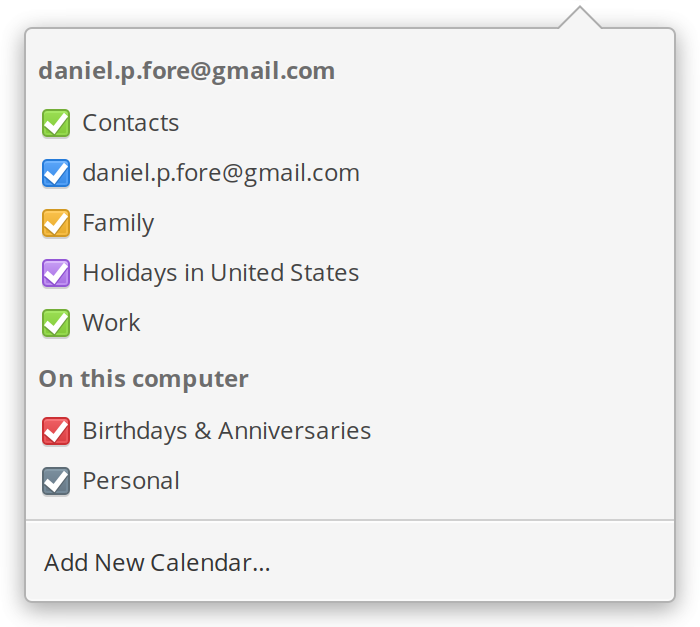 daniel.p.fore@gmail.com
Contacts
daniel.p.fore@gmail.com
Family
Holidays in United States
Work
On this computer
Birthdays & Anniversaries
Personal
Add New Calendar...